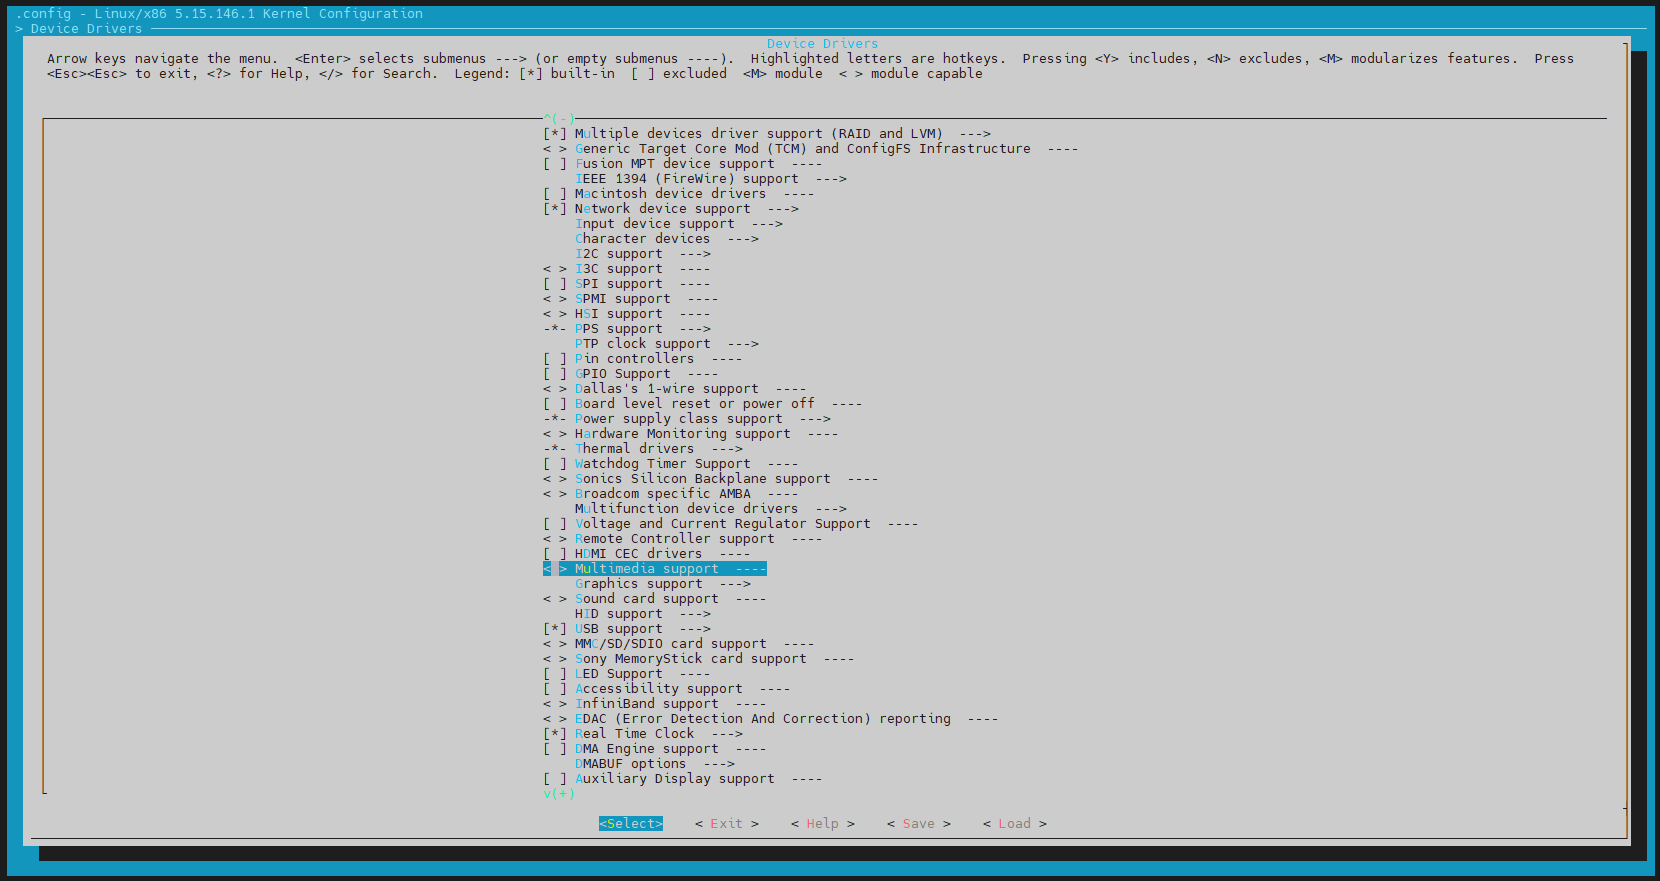 .config - Linux/x86 5.15.146.1 Kernel Configuration
> Device Drivers
Device Drivers
Arrow keys navigate the menu.  <Enter> selects submenus ---> (or empty submenus ----).  Highlighted letters are hotkeys.  Pressing <Y> includes, <N> excludes, <M> modularizes features.  Press
<Esc><Esc> to exit, <?> for Help, </> for Search.  Legend: [*] built-in  [ ] excluded  <M> module  < > module capable
^(-)
[*] Multiple devices driver support (RAID and LVM)  --->
< > Generic Target Core Mod (TCM) and ConfigFS Infrastructure  ----
[ ] Fusion MPT device support  ----
IEEE 1394 (FireWire) support  --->
[ ] Macintosh device drivers  ----
[*] Network device support  --->
Input device support  --->
Character devices  --->
I2C support  --->
< > I3C support  ----
[ ] SPI support  ----
< > SPMI support  ----
< > HSI support  ----
-*- PPS support  --->
PTP clock support  --->
[ ] Pin controllers  ----
[ ] GPIO Support  ----
< > Dallas's 1-wire support  ----
[ ] Board level reset or power off  ----
-*- Power supply class support  --->
< > Hardware Monitoring support  ----
-*- Thermal drivers  --->
[ ] Watchdog Timer Support  ----
< > Sonics Silicon Backplane support  ----
< > Broadcom specific AMBA  ----
Multifunction device drivers  --->
[ ] Voltage and Current Regulator Support  ----
< > Remote Controller support  ----
[ ] HDMI CEC drivers  ----
< > Multimedia support  ----
Graphics support  --->
< > Sound card support  ----
HID support  --->
[*] USB support  --->
< > MMC/SD/SDIO card support  ----
< > Sony MemoryStick card support  ----
[ ] LED Support  ----
[ ] Accessibility support  ----
< > InfiniBand support  ----
< > EDAC (Error Detection And Correction) reporting  ----
[*] Real Time Clock  --->
[ ] DMA Engine support  ----
DMABUF options  --->
[ ] Auxiliary Display support  ----
v(+)
<Select>    < Exit >    < Help >    < Save >    < Load >